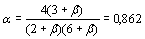 α = 4(3 + β) / (2 + β)(6 + β) = 0,862